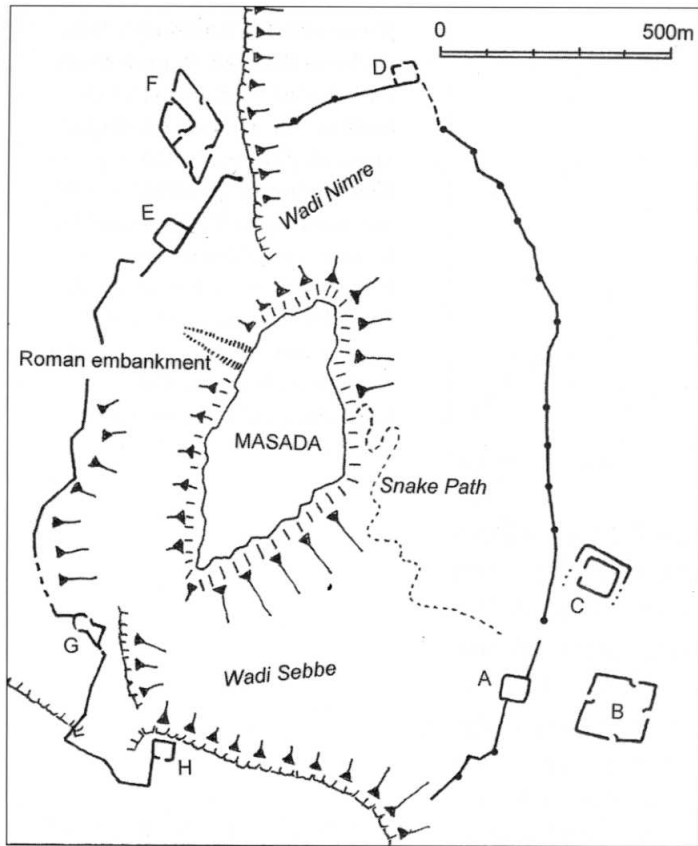 0 500m
D
F
Wadi Nimre
E
Roman embankment
MASADA
Snake Path
C
G
Wadi Sebbe
A
B
H